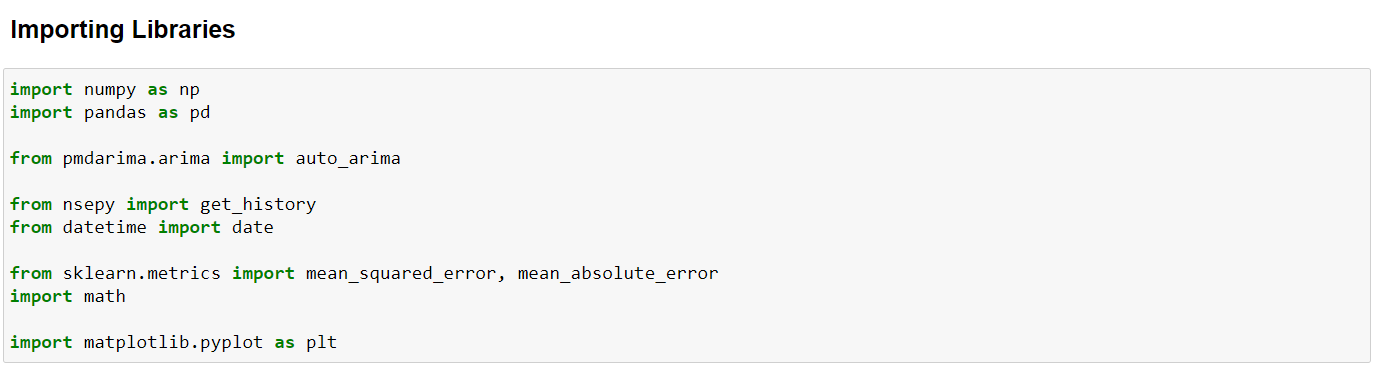 Importing Libraries
import numpy as np
import pandas as pd
from pmdarima.arima import auto_arima
from nsepy import get_history
from datetime import date
from sklearn.metrics import mean_squared_error, mean_absolute_error
import math
import matplotlib.pyplot as plt